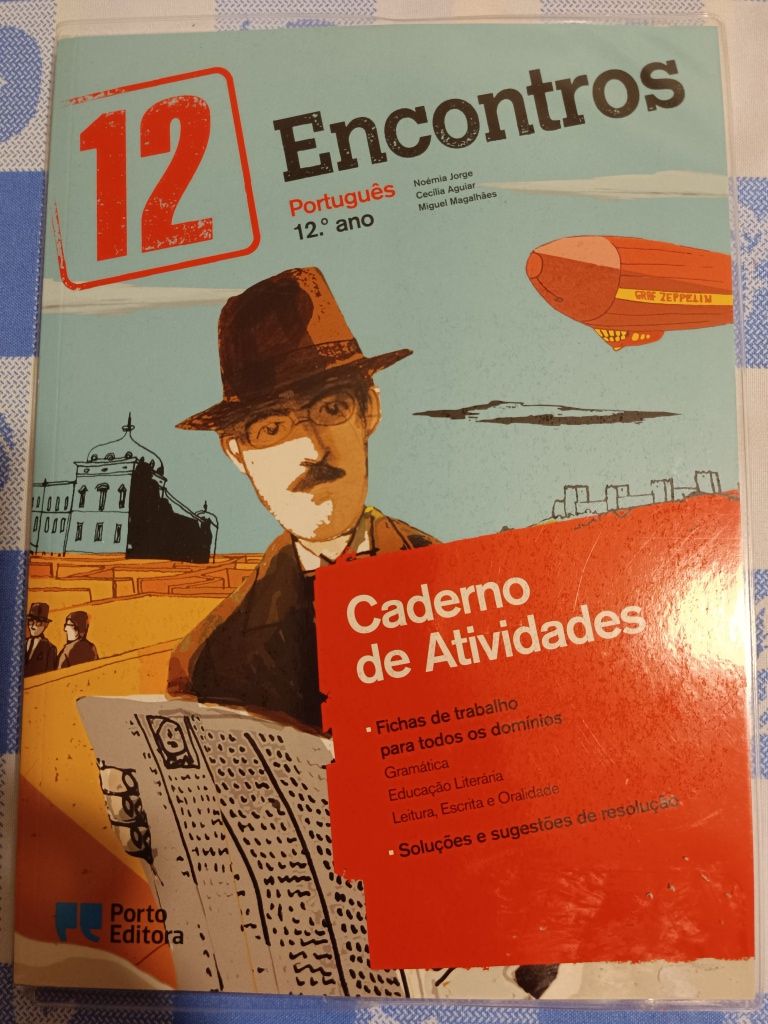 12
Encontros
Português
12.º ano
Noémia Jorge
Cecília Aguiar
Miguel Magalhães
GRAF ZEPPELIN
Caderno
de Atividades
• Fichas de trabalho
para todos os domínios
Gramática
Educação Literária
Leitura, Escrita e Oralidade
• Soluções e sugestões de resolução
Porto
Editora